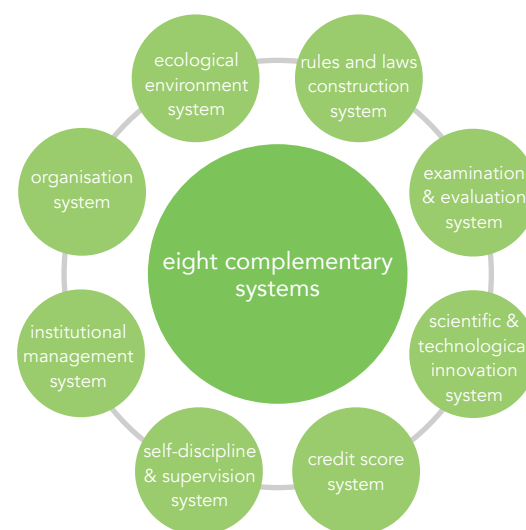 ecological
environment
system
rules and laws
construction
system
examination
& evaluation
system
scientific &
technological
innovation
system
credit score
system
self-discipline
& supervision
system
institutional
management
system
organisation
system
eight complementary
systems